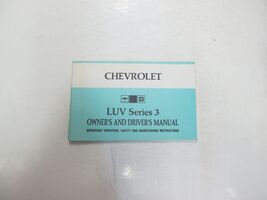 CHEVROLET
LUV Series 3
OWNER'S AND DRIVER'S MANUAL
IMPORTANT OPERATING, SAFETY AND MAINTENANCE INSTRUCTIONS